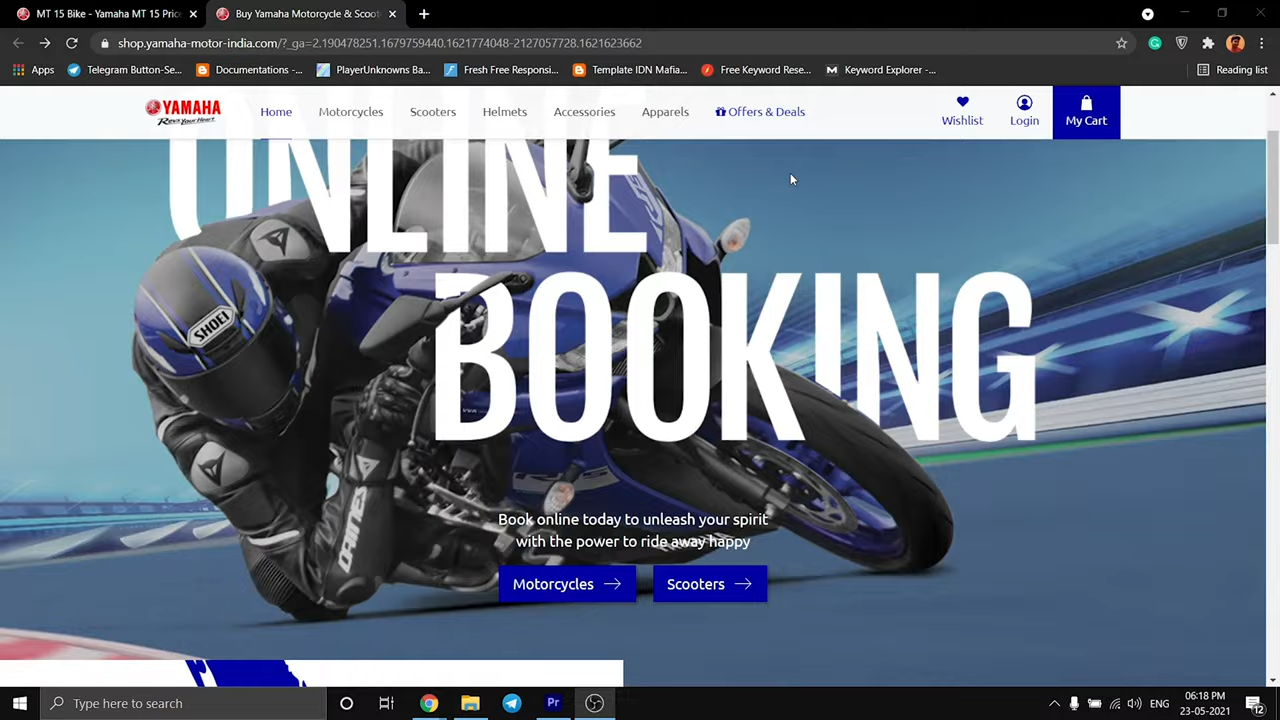 MT 15 Bike - Yamaha MT 15 Price
Buy Yamaha Motorcycle & Scoot
shop.yamaha-motor-india.com/?_ga=2.190478251.1679759440.1621774048-2127057728.1621623662
Apps
Telegram Button-Se...
Documentations -...
PlayerUnknowns Ba...
Fresh Free Responsi...
Template IDN Mafia...
Free Keyword Rese...
Keyword Explorer -...
Reading list
YAMAHA
Revs Your Heart
Home
Motorcycles
Scooters
Helmets
Accessories
Apparels
Offers & Deals
Wishlist
Login
My Cart
ONLINE
BOOKING
SHOEI
DAINESE
Book online today to unleash your spirit
with the power to ride away happy
Motorcycles
Scooters
Type here to search
Pr
ENG
06:18 PM
23-05-2021